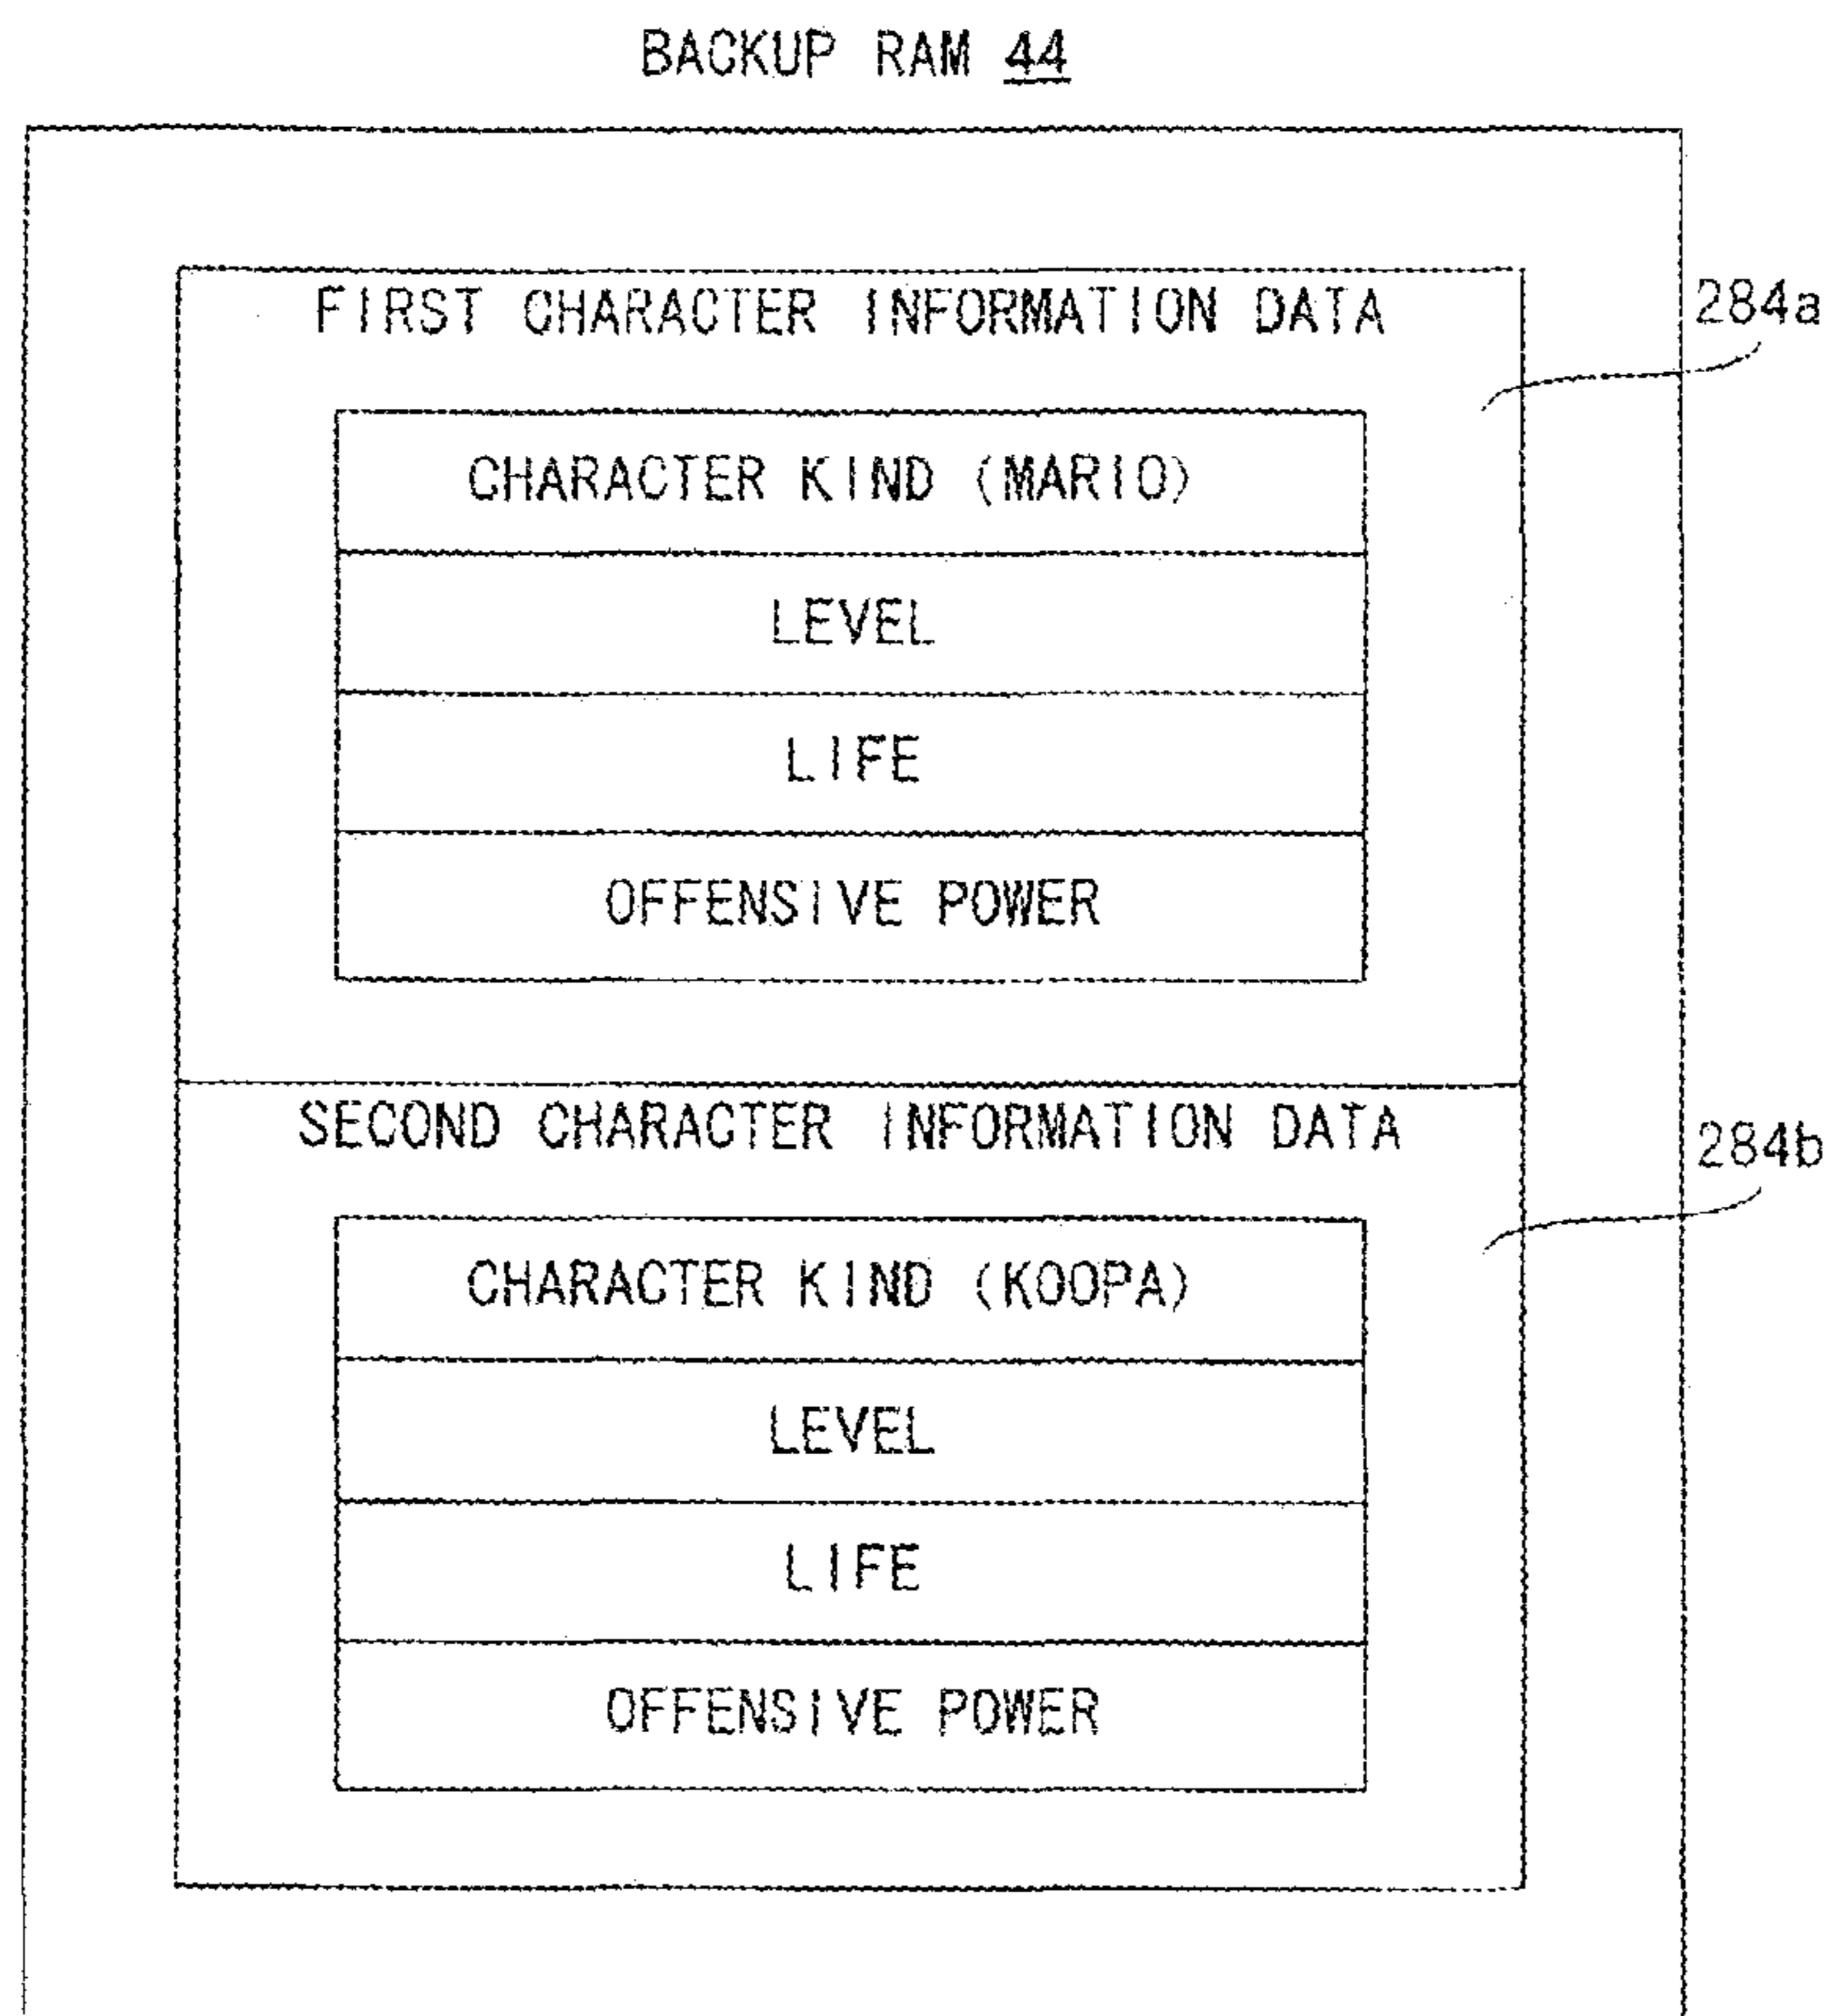 BACKUP RAM 44
FIRST CHARACTER INFORMATION DATA
284a
CHARACTER KIND (MARIO)
LEVEL
LIFE
OFFENSIVE POWER
SECOND CHARACTER INFORMATION DATA
284b
CHARACTER KIND (KOOPA)
LEVEL
LIFE
OFFENSIVE POWER